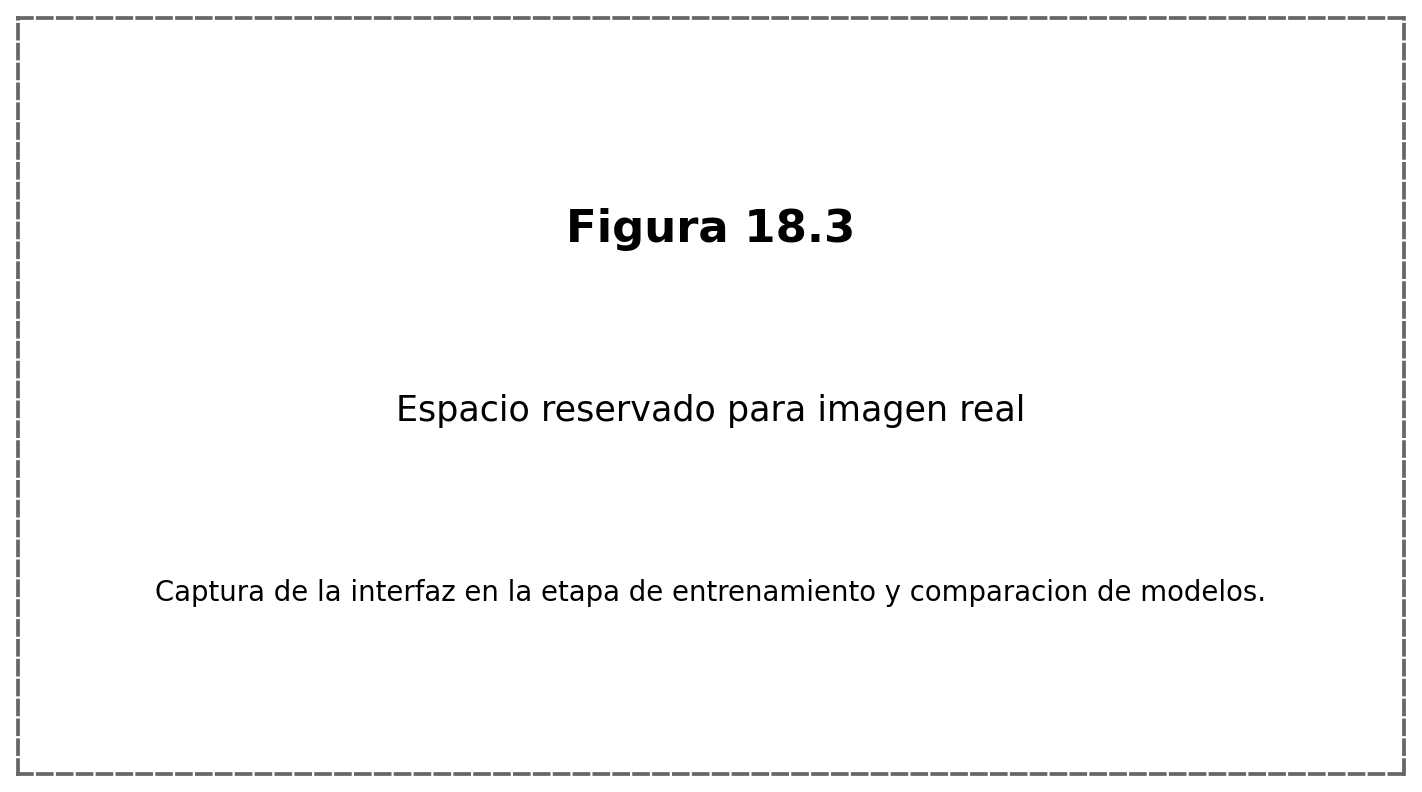 Figura 18.3
Espacio reservado para imagen real
Captura de la interfaz en la etapa de entrenamiento y comparacion de modelos.